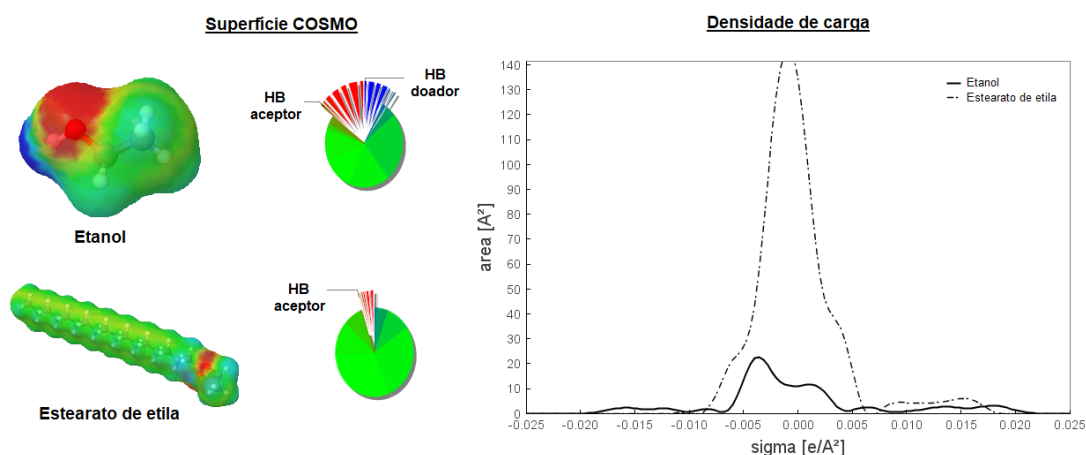 Superfície COSMO
HB
aceptor
HB
doador
Etanol
HB
aceptor
Estearato de etila
Densidade de carga
Etanol
Estearato de etila
area [A²]
140
130
120
110
100
90
80
70
60
50
40
30
20
10
0
-0.025 -0.020 -0.015 -0.010 -0.005 0.000 0.005 0.010 0.015 0.020 0.025
sigma [e/A²]